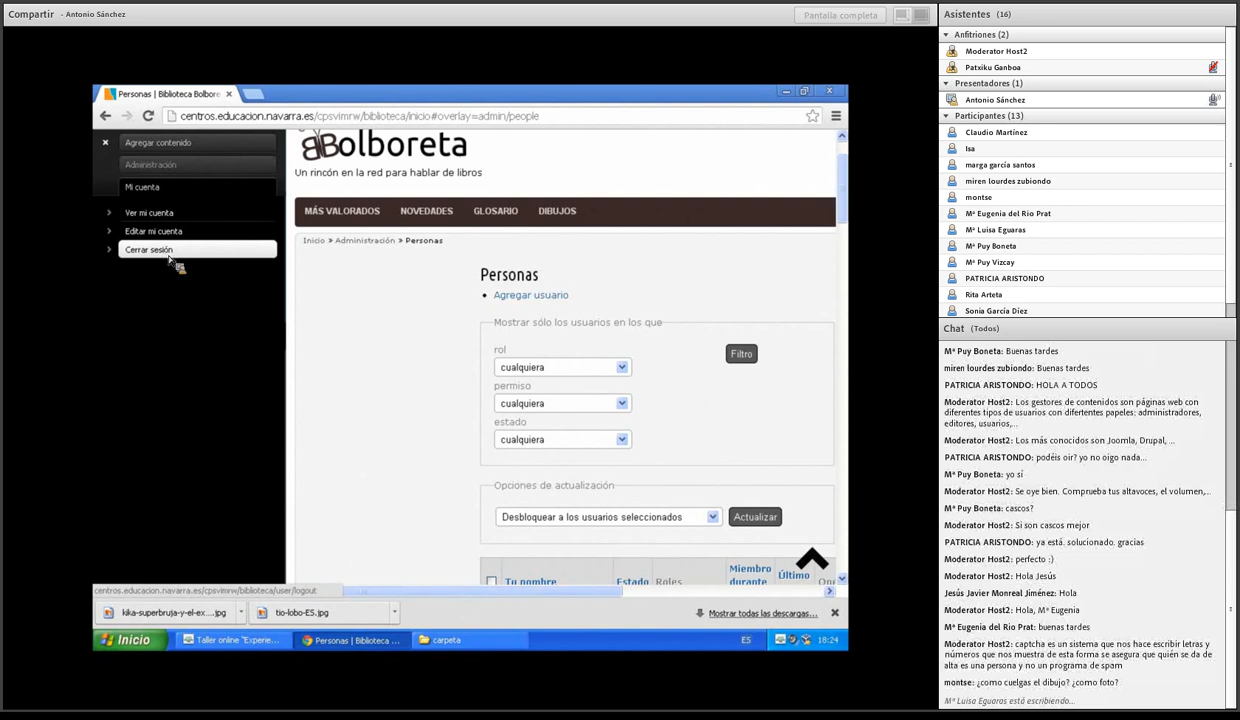 Compartir - Antonio Sánchez
Pantalla completa
Personas | Biblioteca Bolbore
centros.educacion.navarra.es/cpsvimrw/biblioteca/inicio#overlay=admin/people
Agregar contenido
Administración
Mi cuenta
Ver mi cuenta
Editar mi cuenta
Cerrar sesión
Bolboreta
Un rincón en la red para hablar de libros
MÁS VALORADOS NOVEDADES GLOSARIO DIBUJOS
Inicio » Administración » Personas
Personas
Agregar usuario
Mostrar sólo los usuarios en los que
rol
cualquiera
Filtro
permiso
cualquiera
estado
cualquiera
Opciones de actualización
Desbloquear a los usuarios seleccionados
Actualizar
Tu nombre Estado Roles Miembro durante Último
centros.educacion.navarra.es/cpsvimrw/biblioteca/user/logout
kika-superbruja-y-el-ex....jpg
tio-lobo-ES.jpg
Mostrar todas las descargas...
Inicio
Taller online "Experie...
Personas | Biblioteca ...
carpeta
ES
18:24
Asistentes (16)
Anfitriones (2)
Moderator Host2
Patxiku Ganboa
Presentadores (1)
Antonio Sánchez
Participantes (13)
Claudio Martínez
Isa
marga garcía santos
miren lourdes zubiondo
montse
Mª Eugenia del Rio Prat
Mª Luisa Eguaras
Mª Puy Boneta
Mª Puy Vizcay
PATRICIA ARISTONDO
Rita Arteta
Sonia García Díez
Chat (Todos)
Mª Puy Boneta: Buenas tardes
miren lourdes zubiondo: Buenas tardes
PATRICIA ARISTONDO: HOLA A TODOS
Moderator Host2: Los gestores de contenidos son páginas web con
diferentes tipos de usuarios con difertentes papeles: administradores,
editores, usuarios,...
Moderator Host2: Los más conocidos son Joomla, Drupal, ...
PATRICIA ARISTONDO: podéis oir? yo no oigo nada...
Mª Puy Boneta: yo sí
Moderator Host2: Se oye bien. Comprueba tus altavoces, el volumen,...
Mª Puy Boneta: cascos?
Moderator Host2: Si son cascos mejor
PATRICIA ARISTONDO: ya está. solucionado. gracias
Moderator Host2: perfecto :)
Moderator Host2: Hola Jesús
Jesús Javier Monreal Jiménez: Hola
Moderator Host2: Hola, Mª Eugenia
Mª Eugenia del Rio Prat: buenas tardes
Moderator Host2: captcha es un sistema que nos hace escribir letras y
números que nos muestra de esta forma se asegura que quién se da de
alta es una persona y no un programa de spam
montse: ¿como cuelgas el dibujo? ¿como foto?
Mª Luisa Eguaras está escribiendo...